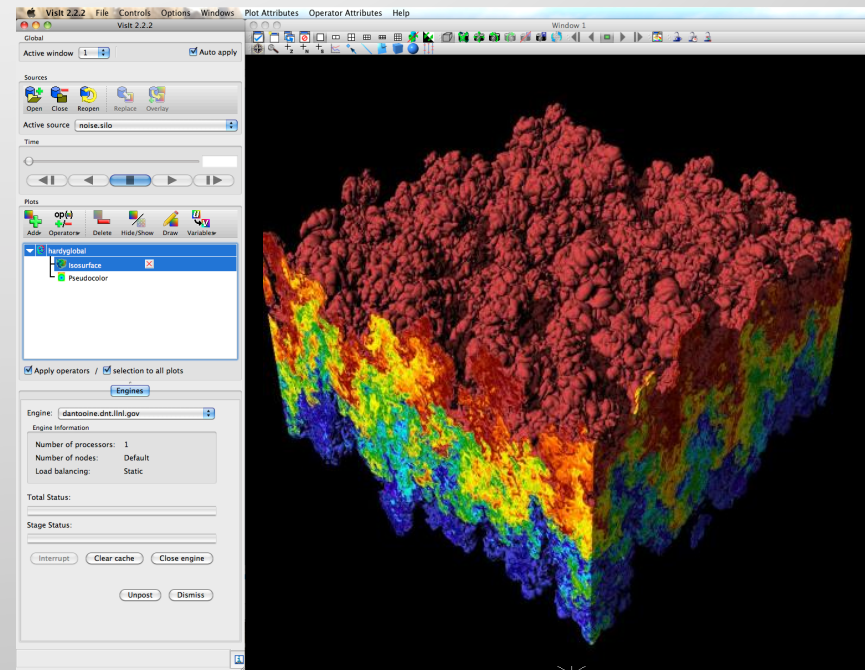 VisIt 2.2.2 File Controls Options Windows Plot Attributes Operator Attributes Help
VisIt 2.2.2
Window 1
Global
Active window 1
Auto apply
Sources
Open Close Reopen Replace Overlay
Active source noise.silo
Time
Plots
op(u)
+/-
Add Operators Delete Hide/Show Draw Variables
hardyglobal
Isosurface
Pseudocolor
Apply operators / selection to all plots
Engines
Engine: dantooine.dnt.llnl.gov
Engine Information
Number of processors: 1
Number of nodes: Default
Load balancing: Static
Total Status:
Stage Status:
Interrupt Clear cache Close engine
Unpost Dismiss